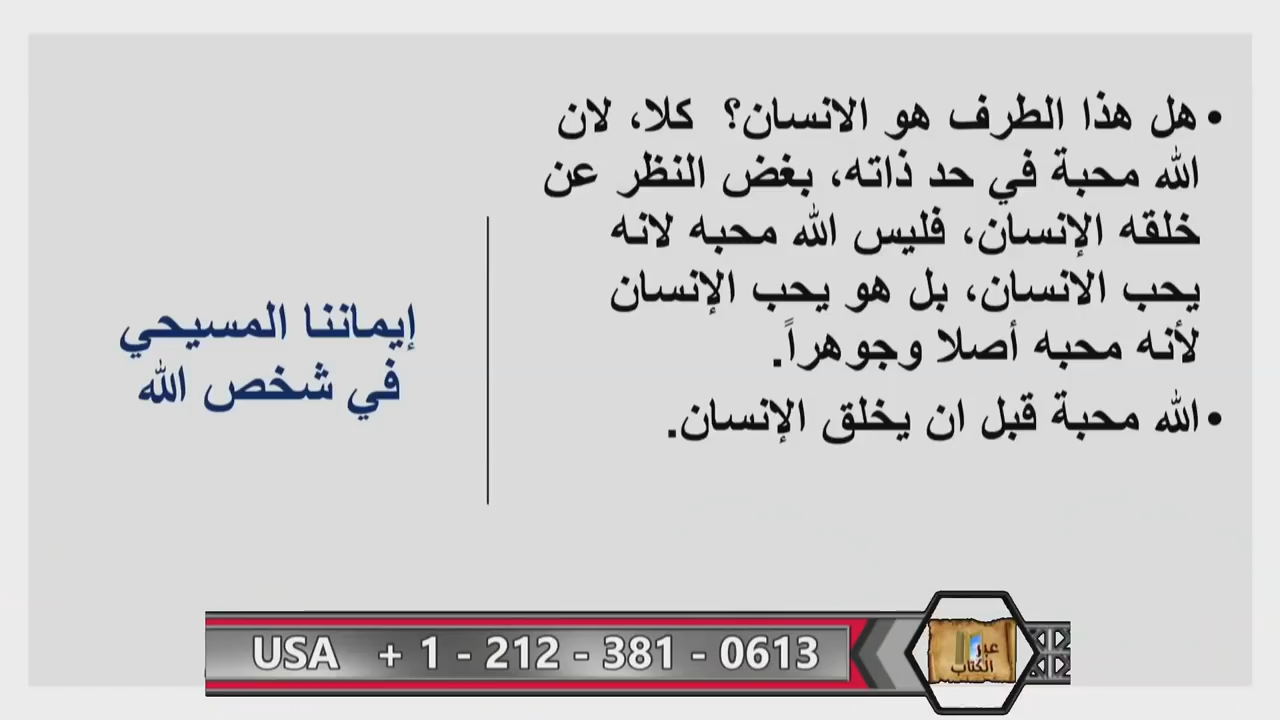 • هل هذا الطرف هو الانسان؟ كلا، لان
الله محبة في حد ذاته، بغض النظر عن
خلقه الإنسان، فليس الله محبه لانه
يحب الانسان، بل هو يحب الإنسان
لأنه محبه أصلا وجوهراً.
• الله محبة قبل ان يخلق الإنسان.
إيماننا المسيحي
في شخص الله
USA + 1 - 212 - 381 - 0613
عبر
الكتاب